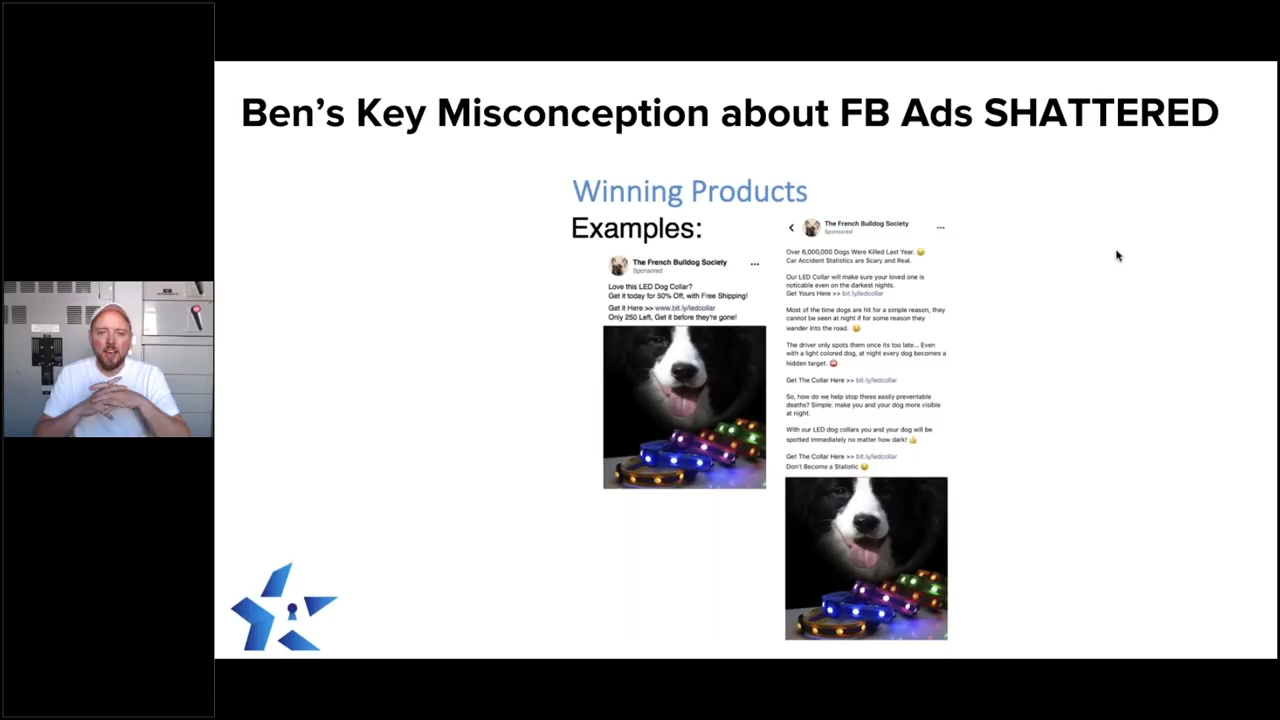 Ben's Key Misconception about FB Ads SHATTERED
Winning Products
Examples:
The French Bulldog Society
Sponsored
Love this LED Dog Collar?
Get it today for 50% Off, with Free Shipping!
Get it Here >> www.bit.ly/ledcollar
Only 250 Left, Get it before they're gone!
The French Bulldog Society
Sponsored
Over 6,000,000 Dogs Were Killed Last Year. 😢
Car Accident Statistics are Scary and Real.
Our LED Collar will make sure your loved one is
noticable even on the darkest nights.
Get Yours Here >> bit.ly/ledcollar
Most of the time dogs are hit for a simple reason, they
cannot be seen at night if for some reason they
wander into the road. 😢
The driver only spots them once its too late... Even
with a light colored dog, at night every dog becomes a
hidden target. 😡
Get The Collar Here >> bit.ly/ledcollar
So, how do we help stop these easily preventable
deaths? Simple: make you and your dog more visible
at night.
With our LED dog collars you and your dog will be
spotted immediately no matter how dark! 👍
Get The Collar Here >> bit.ly/ledcollar
Don't Become a Statistic 😢